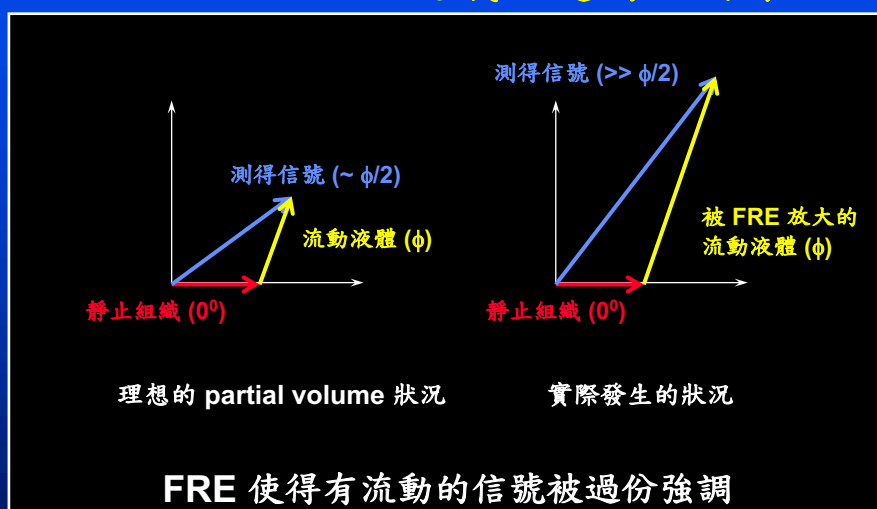 測得信號 (>> ϕ/2)
測得信號 (~ ϕ/2)
流動液體 (ϕ)
被 FRE 放大的
流動液體 (ϕ)
靜止組織 (0⁰)
靜止組織 (0⁰)
理想的 partial volume 狀況
實際發生的狀況
FRE 使得有流動的信號被過份強調